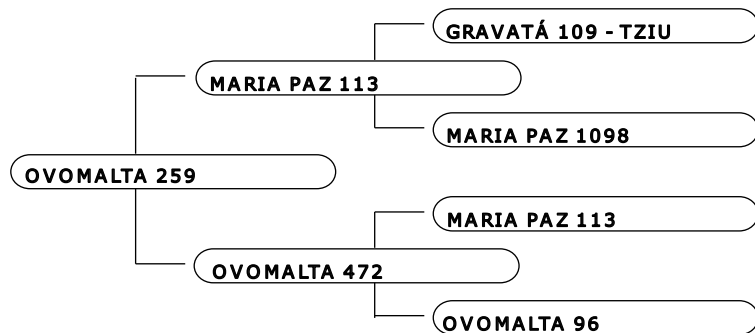 GRAVATÁ 109 - TZIU
MARIA PAZ 113
MARIA PAZ 1098
OVOMALTA 259
MARIA PAZ 113
OVOMALTA 472
OVOMALTA 96